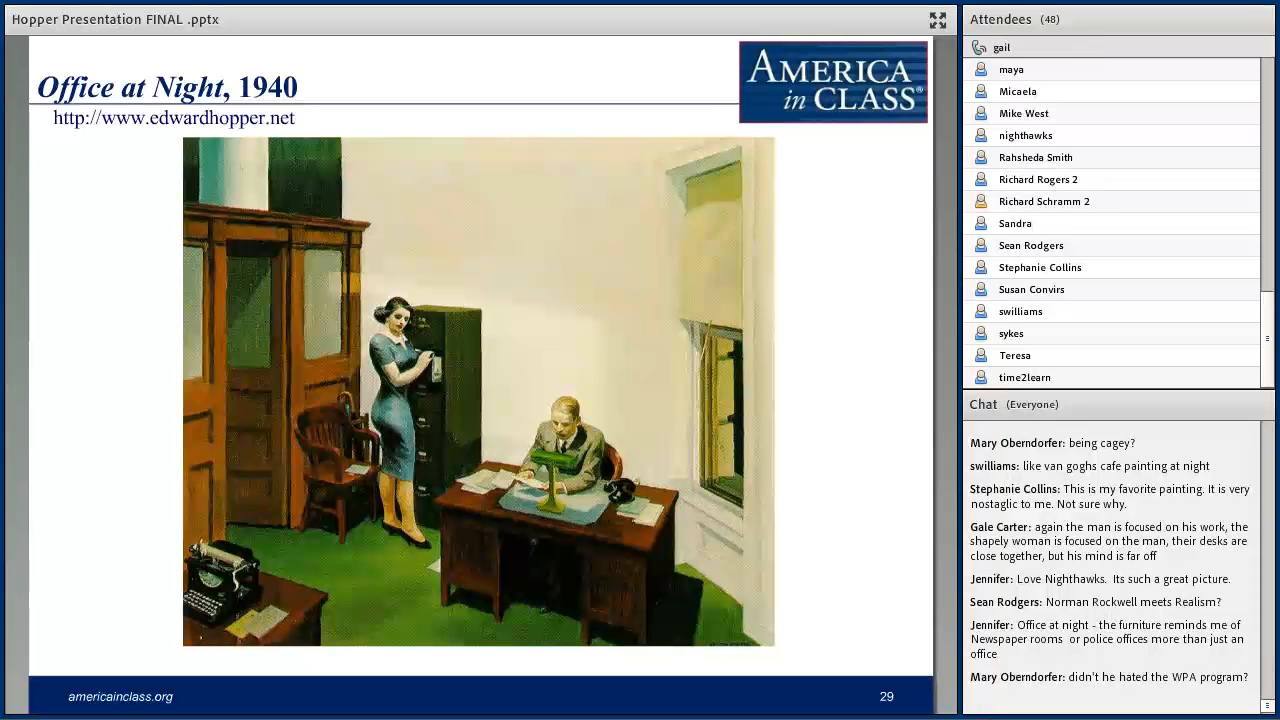 Hopper Presentation FINAL .pptx
Office at Night, 1940
http://www.edwardhopper.net
AMERICA
in CLASS®
americainclass.org
29
Attendees (48)
gail
maya
Micaela
Mike West
nighthawks
Rahsheda Smith
Richard Rogers 2
Richard Schramm 2
Sandra
Sean Rodgers
Stephanie Collins
Susan Convirs
swilliams
sykes
Teresa
time2learn
Chat (Everyone)
Mary Oberndorfer: being cagey?
swilliams: like van goghs cafe painting at night
Stephanie Collins: This is my favorite painting. It is very
nostaglic to me. Not sure why.
Gale Carter: again the man is focused on his work, the
shapely woman is focused on the man, their desks are
close together, but his mind is far off
Jennifer: Love Nighthawks. Its such a great picture.
Sean Rodgers: Norman Rockwell meets Realism?
Jennifer: Office at night - the furniture reminds me of
Newspaper rooms or police offices more than just an
office
Mary Oberndorfer: didn't he hated the WPA program?